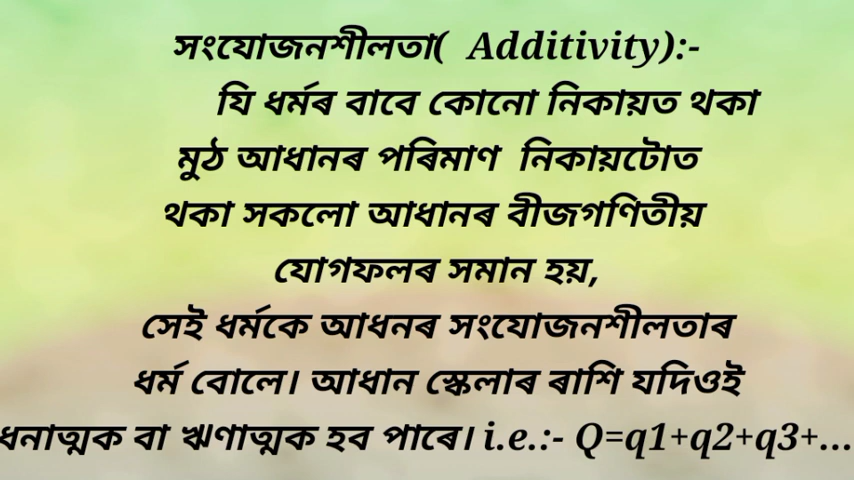 সংযোজনশীলতা(  Additivity):-
যি ধৰ্মৰ বাবে কোনো নিকায়ত থকা
মুঠ আধানৰ পৰিমাণ  নিকায়টোত
থকা সকলো আধানৰ বীজগণিতীয়
যোগফলৰ সমান হয়,
সেই ধৰ্মকে আধনৰ সংযোজনশীলতাৰ
ধৰ্ম বোলে। আধান স্কেলাৰ ৰাশি যদিওই
ধনাত্মক বা ঋণাত্মক হব পাৰে। i.e.:- Q=q1+q2+q3+...